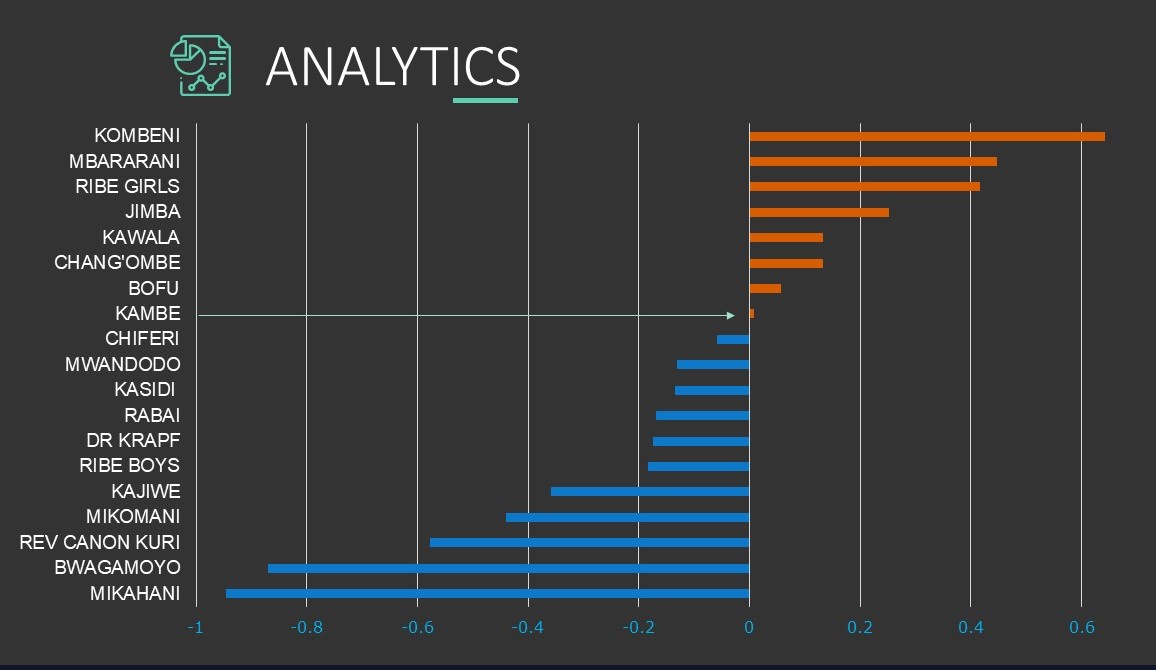 ANALYTICS
KOMBENI
MBARARANI
RIBE GIRLS
JIMBA
KAWALA
CHANG'OMBE
BOFU
KAMBE
CHIFERI
MWANDODO
KASIDI
RABAI
DR KRAPF
RIBE BOYS
KAJIWE
MIKOMANI
REV CANON KURI
BWAGAMOYO
MIKAHANI
-1 -0.8 -0.6 -0.4 -0.2 0 0.2 0.4 0.6